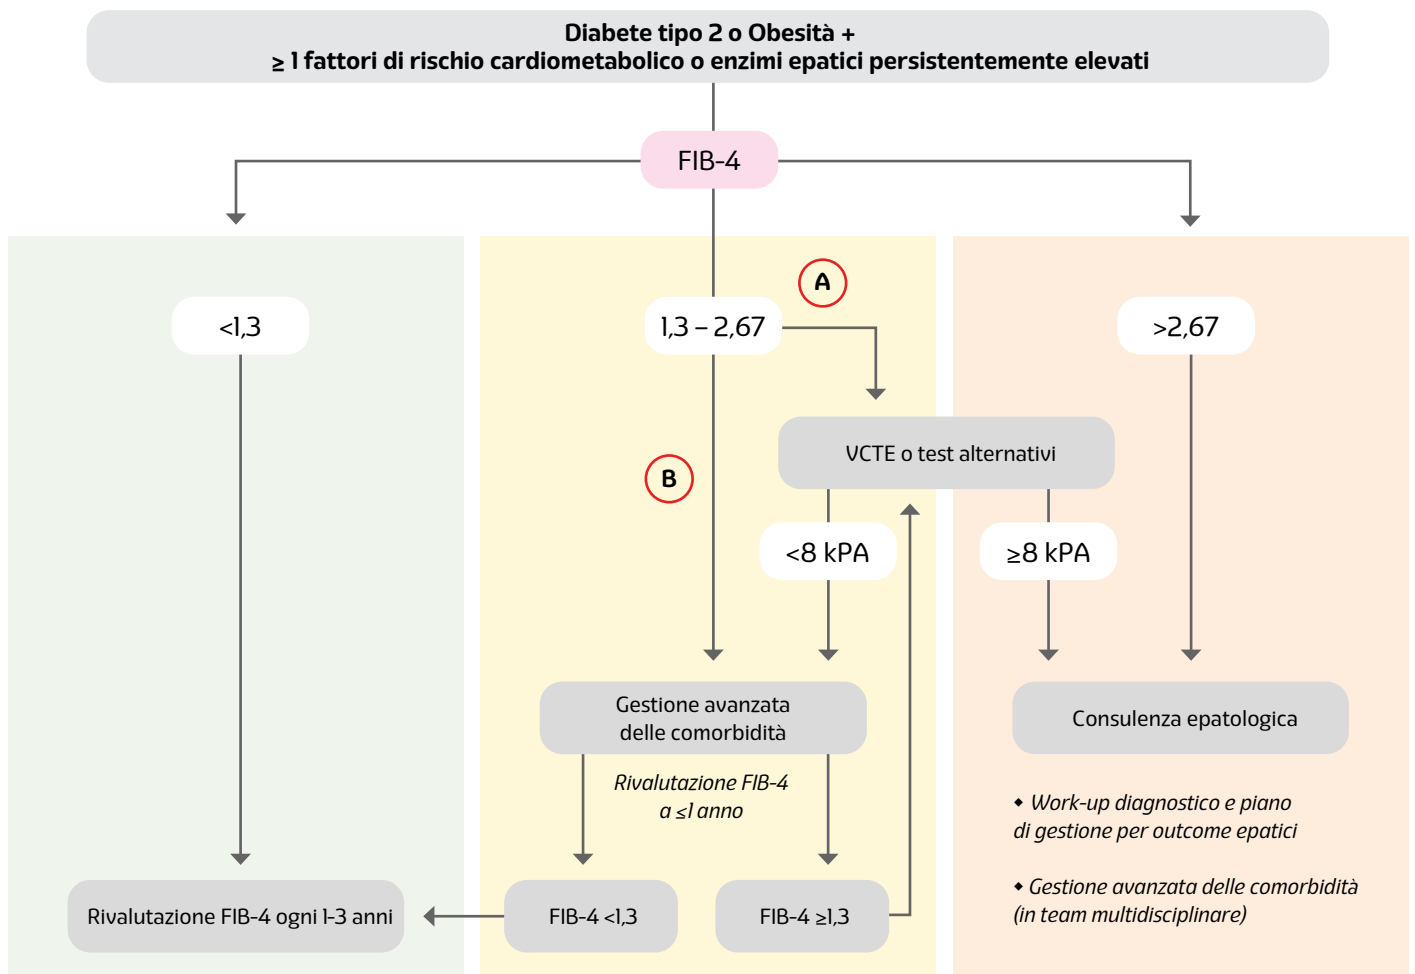 Diabete tipo 2 o Obesità +
≥ 1 fattori di rischio cardiometabolico o enzimi epatici persistentemente elevati
FIB-4
<1,3
1,3 – 2,67
A
>2,67
VCTE o test alternativi
B
<8 kPA
≥8 kPA
Gestione avanzata
delle comorbidità
Consulenza epatologica
Rivalutazione FIB-4
a ≤1 anno
◆ Work-up diagnostico e piano
di gestione per outcome epatici
◆ Gestione avanzata delle comorbidità
(in team multidisciplinare)
Rivalutazione FIB-4 ogni 1-3 anni
FIB-4 <1,3
FIB-4 ≥1,3